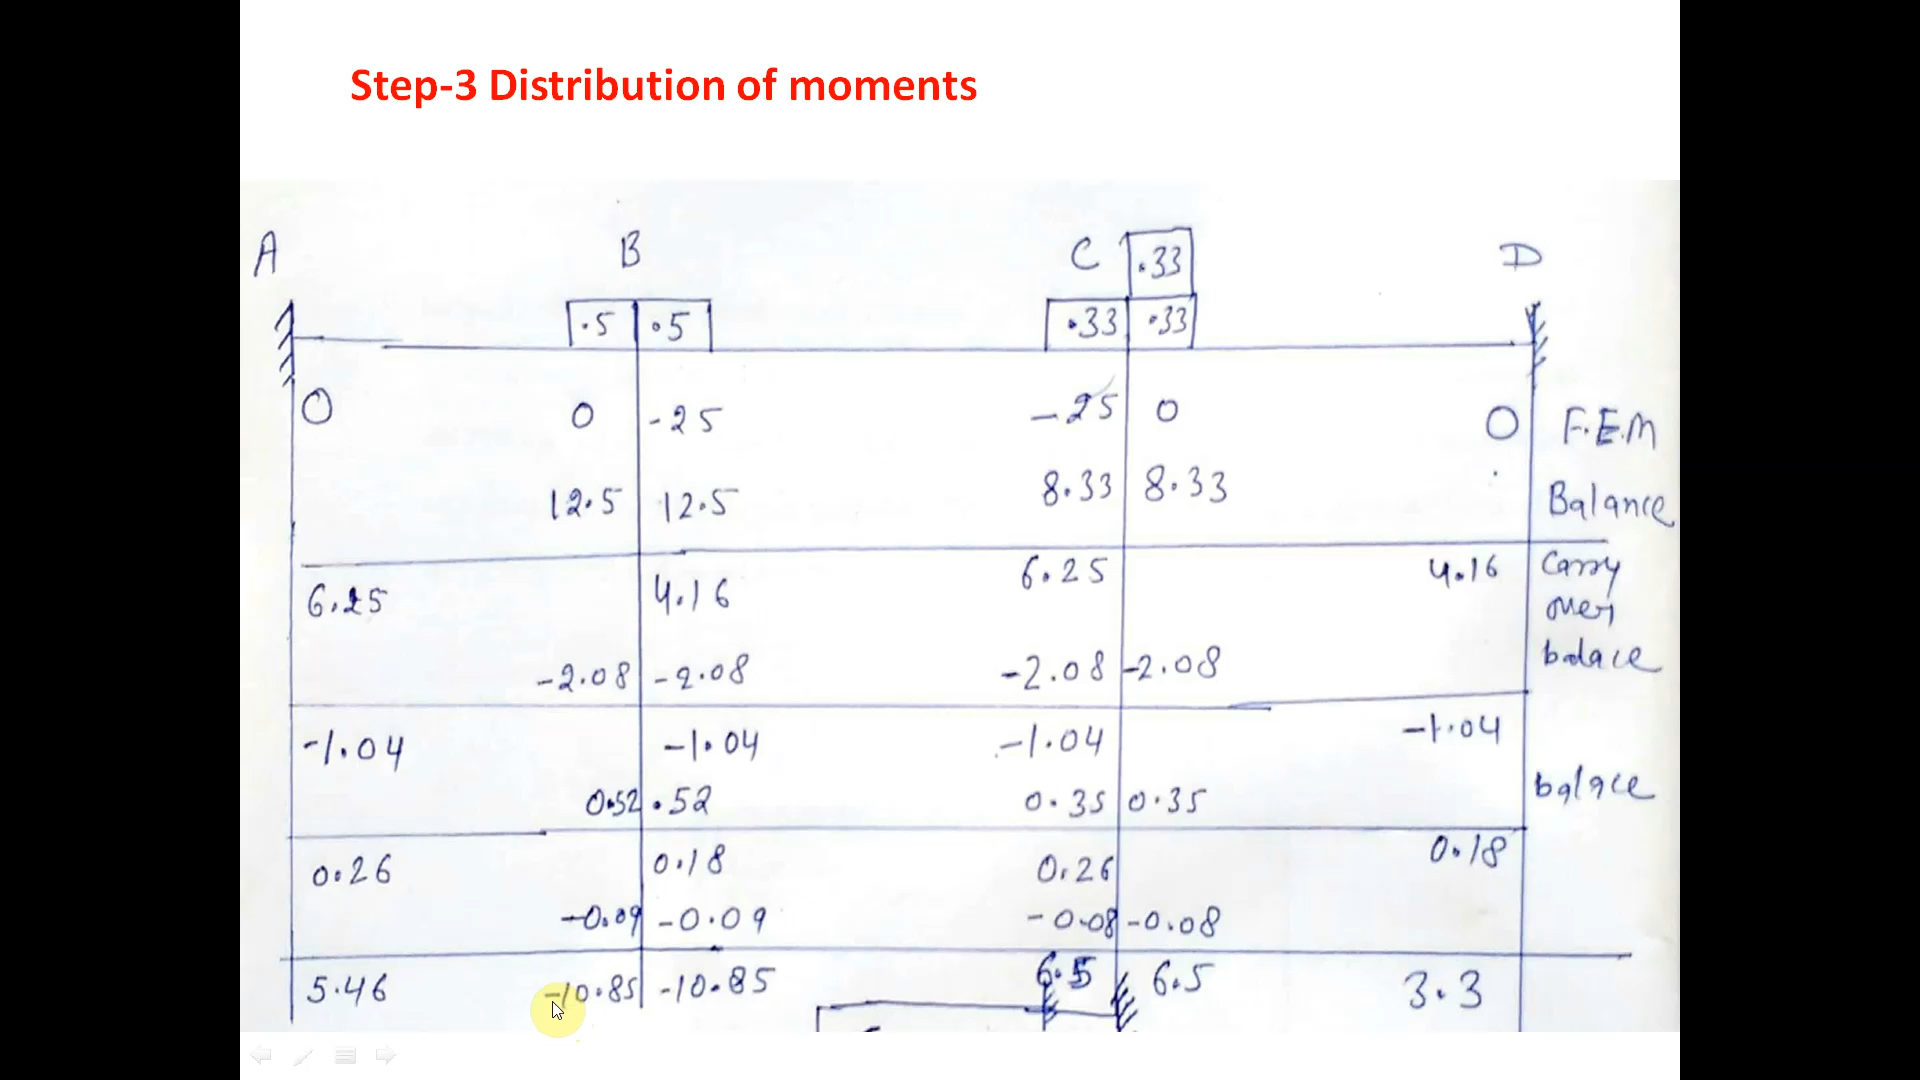 Step-3 Distribution of moments
A B C .33 D
.5 .5 .33 .33
0 0 -25 -25 0 0 F.E.M
12.5 12.5 8.33 8.33 Balance
6.25 4.16 6.25 4.16 Carry
over
-2.08 -2.08 -2.08 -2.08 balace
-1.04 -1.04 -1.04 -1.04
0.52 .52 0.35 0.35 balace
0.26 0.18 0.26 0.18
-0.09 -0.09 -0.08 -0.08
5.46 -10.85 -10.85 6.5 6.5 3.3